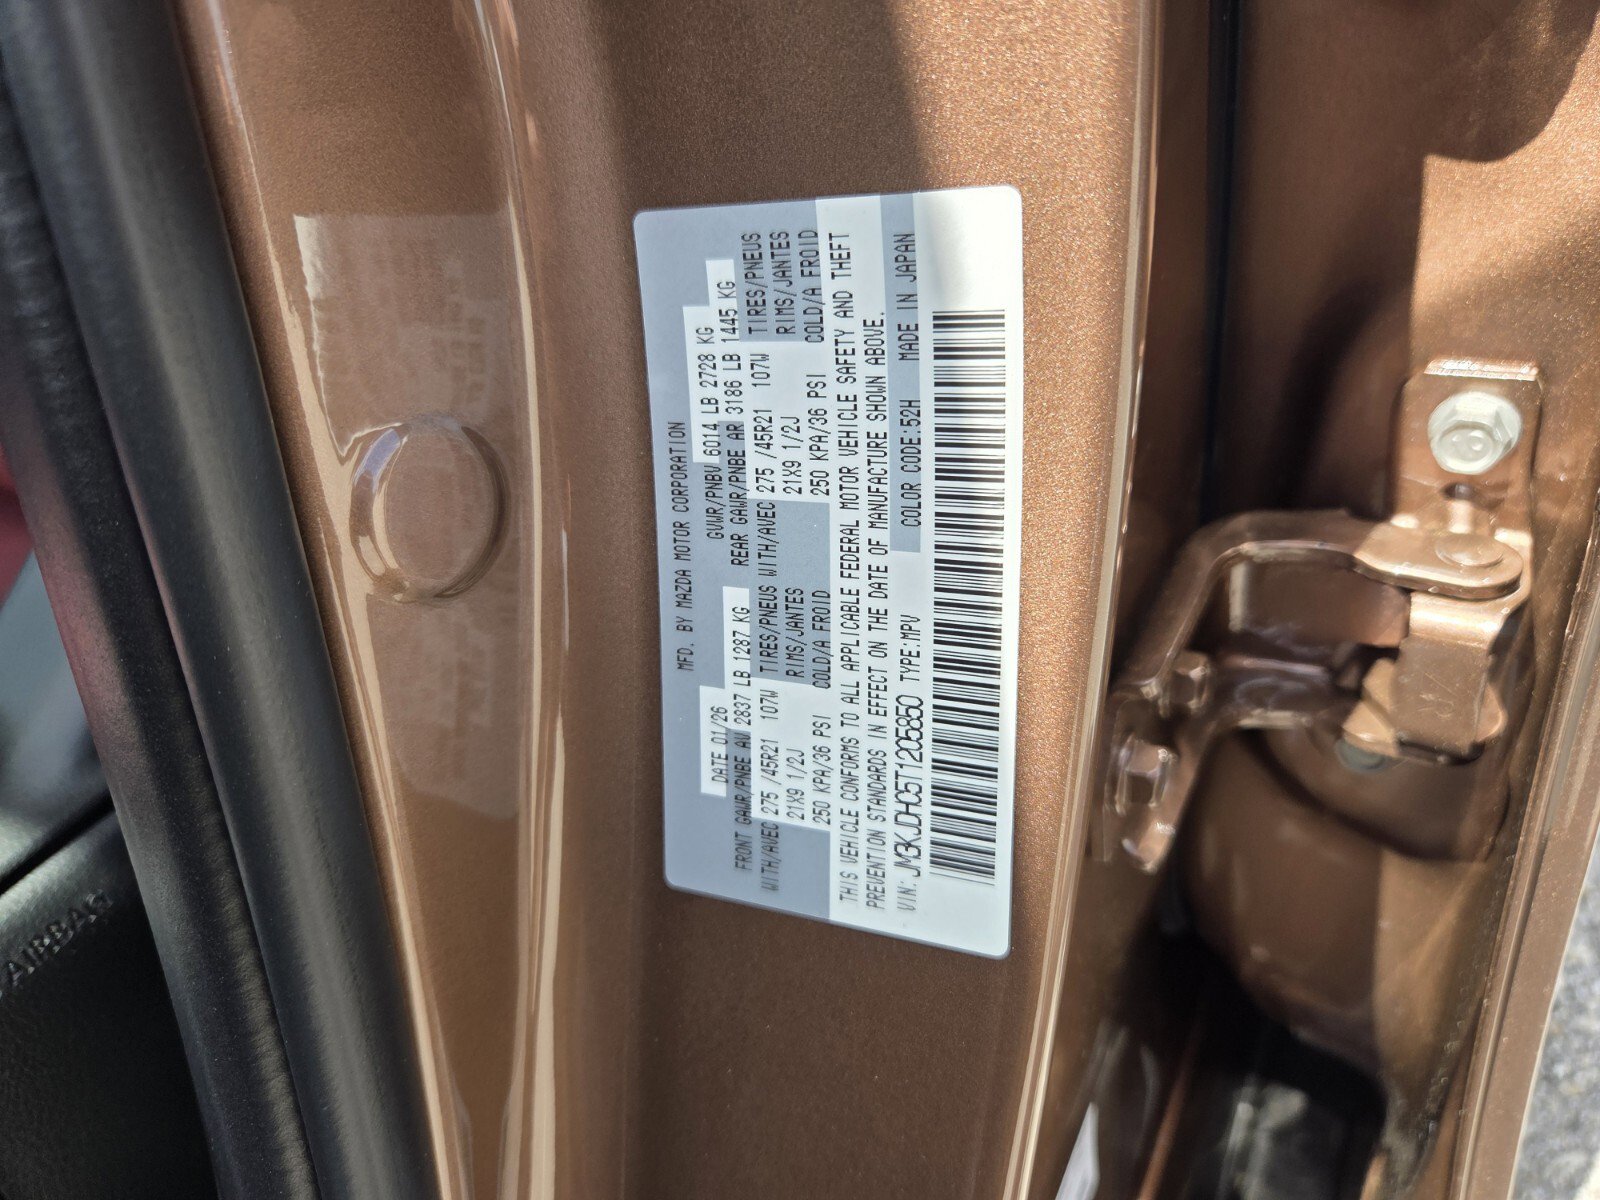 MFD. BY MAZDA MOTOR CORPORATION
DATE 01/26 GVWR/PNBV 6014 LB 2728 KG
FRONT GAWR/PNBE AV 2837 LB 1287 KG REAR GAWR/PNBE AR 3186 LB 1445 KG
WITH/AVEC 275 /45R21 107W TIRES/PNEUS WITH/AVEC 275 /45R21 107W TIRES/PNEUS
21X9 1/2J RIMS/JANTES 21X9 1/2J RIMS/JANTES
250 KPA/36 PSI COLD/A FROID 250 KPA/36 PSI COLD/A FROID
THIS VEHICLE CONFORMS TO ALL APPLICABLE FEDERAL MOTOR VEHICLE SAFETY AND THEFT
PREVENTION STANDARDS IN EFFECT ON THE DATE OF MANUFACTURE SHOWN ABOVE.
VIN: JM3KJDHC5T1205850 TYPE:MPV COLOR CODE:52H MADE IN JAPAN
AIRBAG